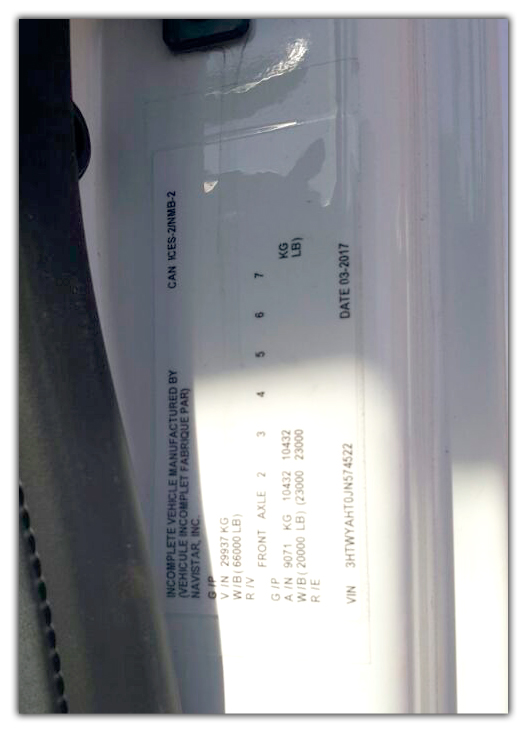 INCOMPLETE VEHICLE MANUFACTURED BY CAN ICES-2/NMB-2
(VEHICULE INCOMPLET FABRIQUE PAR)
NAVISTAR, INC.
G /P
V / N 29937 KG
W/B ( 66000 LB)
R /V FRONT AXLE 2 3 4 5 6 7
G /P
A / N 9071 KG 10432 10432 KG
W/B ( 20000 LB) (23000 23000 LB)
R /E
VIN 3HTWYAHT0JN574522 DATE 03-2017